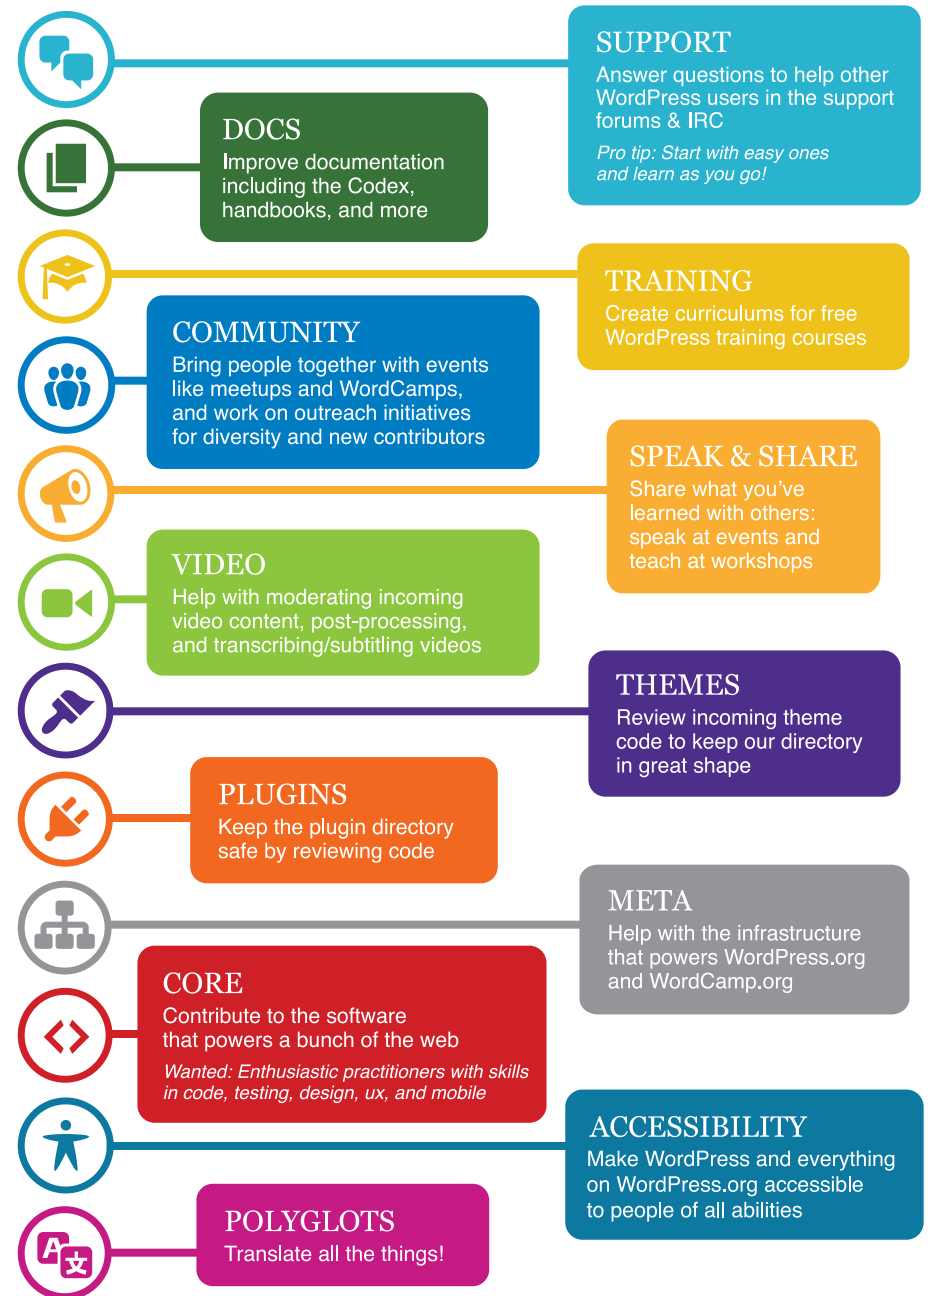 SUPPORT
Answer questions to help other
WordPress users in the support
forums & IRC
Pro tip: Start with easy ones
and learn as you go!
DOCS
Improve documentation
including the Codex,
handbooks, and more
TRAINING
Create curriculums for free
WordPress training courses
COMMUNITY
Bring people together with events
like meetups and WordCamps,
and work on outreach initiatives
for diversity and new contributors
SPEAK & SHARE
Share what you’ve
learned with others:
speak at events and
teach at workshops
VIDEO
Help with moderating incoming
video content, post-processing,
and transcribing/subtitling videos
THEMES
Review incoming theme
code to keep our directory
in great shape
PLUGINS
Keep the plugin directory
safe by reviewing code
META
Help with the infrastructure
that powers WordPress.org
and WordCamp.org
CORE
Contribute to the software
that powers a bunch of the web
Wanted: Enthusiastic practitioners with skills
in code, testing, design, ux, and mobile
ACCESSIBILITY
Make WordPress and everything
on WordPress.org accessible
to people of all abilities
POLYGLOTS
Translate all the things!
A 文